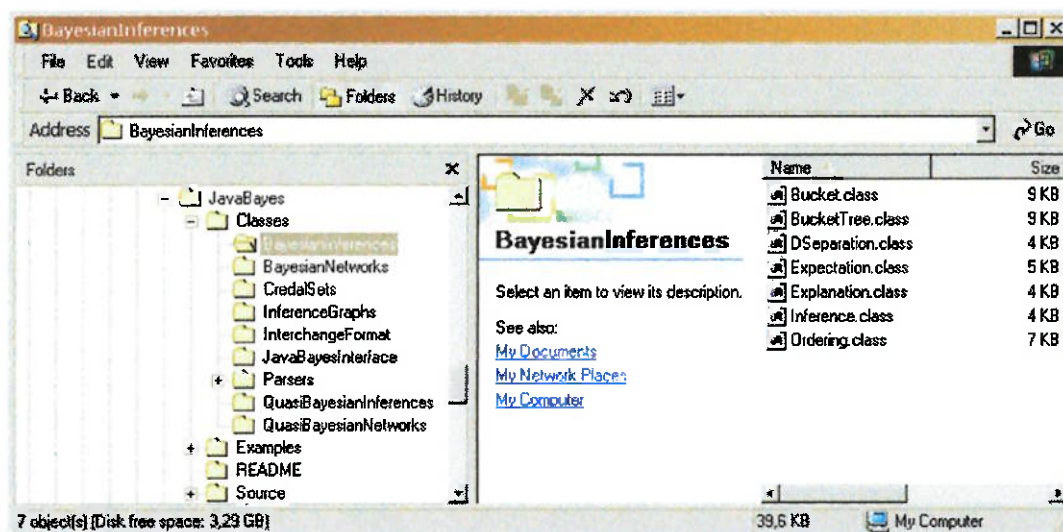 BayesianInferences
File Edit View Favorites Tools Help
Back Search Folders History
Address BayesianInferences Go
Folders
JavaBayes
Classes
BayesianInferences
BayesianNetworks
CredalSets
InferenceGraphs
InterchangeFormat
JavaBayesInterface
Parsers
QuasiBayesianInferences
QuasiBayesianNetworks
Examples
README
Source
BayesianInferences
Select an item to view its description.
See also:
My Documents
My Network Places
My Computer
Name Size
Bucket.class 9 KB
BucketTree.class 9 KB
DSeparation.class 4 KB
Expectation.class 5 KB
Explanation.class 4 KB
Inference.class 4 KB
Ordering.class 7 KB
7 object(s) (Disk free space: 3,29 GB) 39,6 KB My Computer